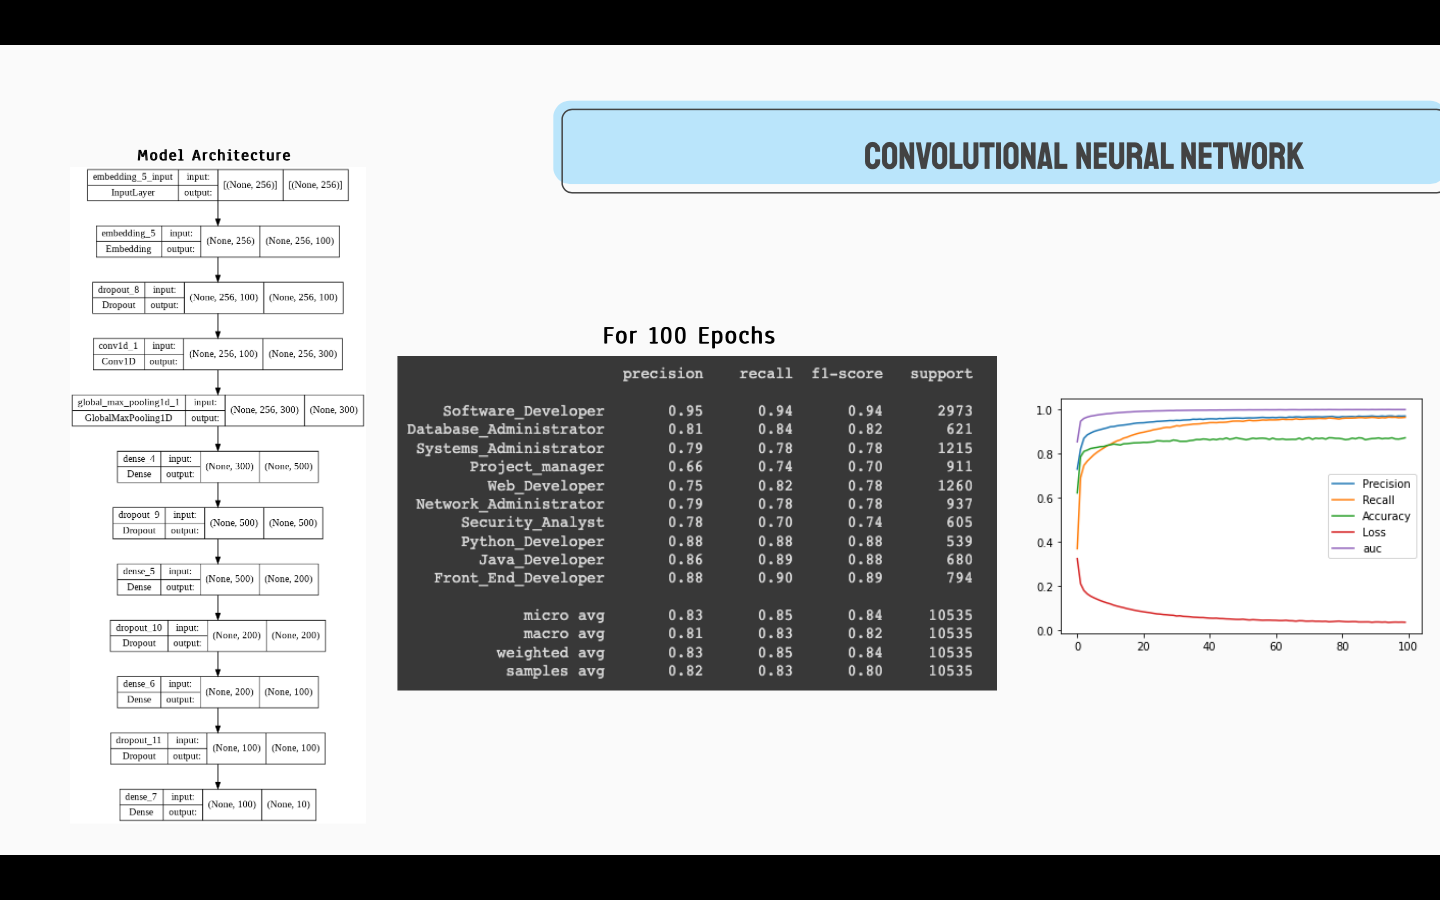 CONVOLUTIONAL NEURAL NETWORK
Model Architecture
embedding_5_input input: [(None, 256)] [(None, 256)]
InputLayer output:
embedding_5 input: (None, 256) (None, 256, 100)
Embedding output:
dropout_8 input: (None, 256, 100) (None, 256, 100)
Dropout output:
conv1d_1 input: (None, 256, 100) (None, 256, 300)
Conv1D output:
global_max_pooling1d_1 input: (None, 256, 300) (None, 300)
GlobalMaxPooling1D output:
dense_4 input: (None, 300) (None, 500)
Dense output:
dropout_9 input: (None, 500) (None, 500)
Dropout output:
dense_5 input: (None, 500) (None, 200)
Dense output:
dropout_10 input: (None, 200) (None, 200)
Dropout output:
dense_6 input: (None, 200) (None, 100)
Dense output:
dropout_11 input: (None, 100) (None, 100)
Dropout output:
dense_7 input: (None, 100) (None, 10)
Dense output:
For 100 Epochs
precision recall f1-score support
Software_Developer 0.95 0.94 0.94 2973
Database_Administrator 0.81 0.84 0.82 621
Systems_Administrator 0.79 0.78 0.78 1215
Project_manager 0.66 0.74 0.70 911
Web_Developer 0.75 0.82 0.78 1260
Network_Administrator 0.79 0.78 0.78 937
Security_Analyst 0.78 0.70 0.74 605
Python_Developer 0.88 0.88 0.88 539
Java_Developer 0.86 0.89 0.88 680
Front_End_Developer 0.88 0.90 0.89 794
micro avg 0.83 0.85 0.84 10535
macro avg 0.81 0.83 0.82 10535
weighted avg 0.83 0.85 0.84 10535
samples avg 0.82 0.83 0.80 10535
1.0
0.8
0.6
0.4
0.2
0.0
0 20 40 60 80 100
Precision
Recall
Accuracy
Loss
auc